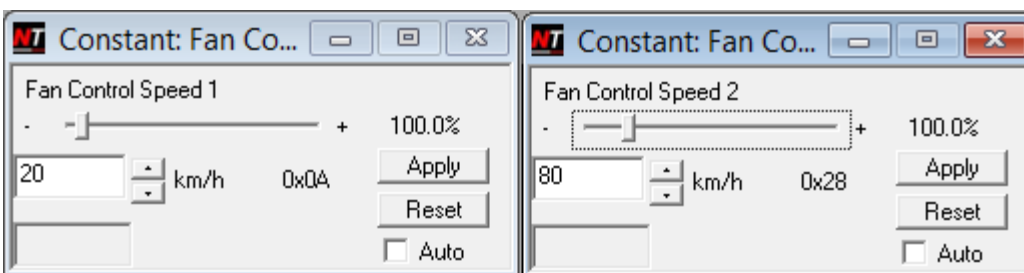 NT Constant: Fan Co...
Fan Control Speed 1
- + 100.0%
20 km/h 0x0A Apply
Reset
Auto
NT Constant: Fan Co...
Fan Control Speed 2
- + 100.0%
80 km/h 0x28 Apply
Reset
Auto